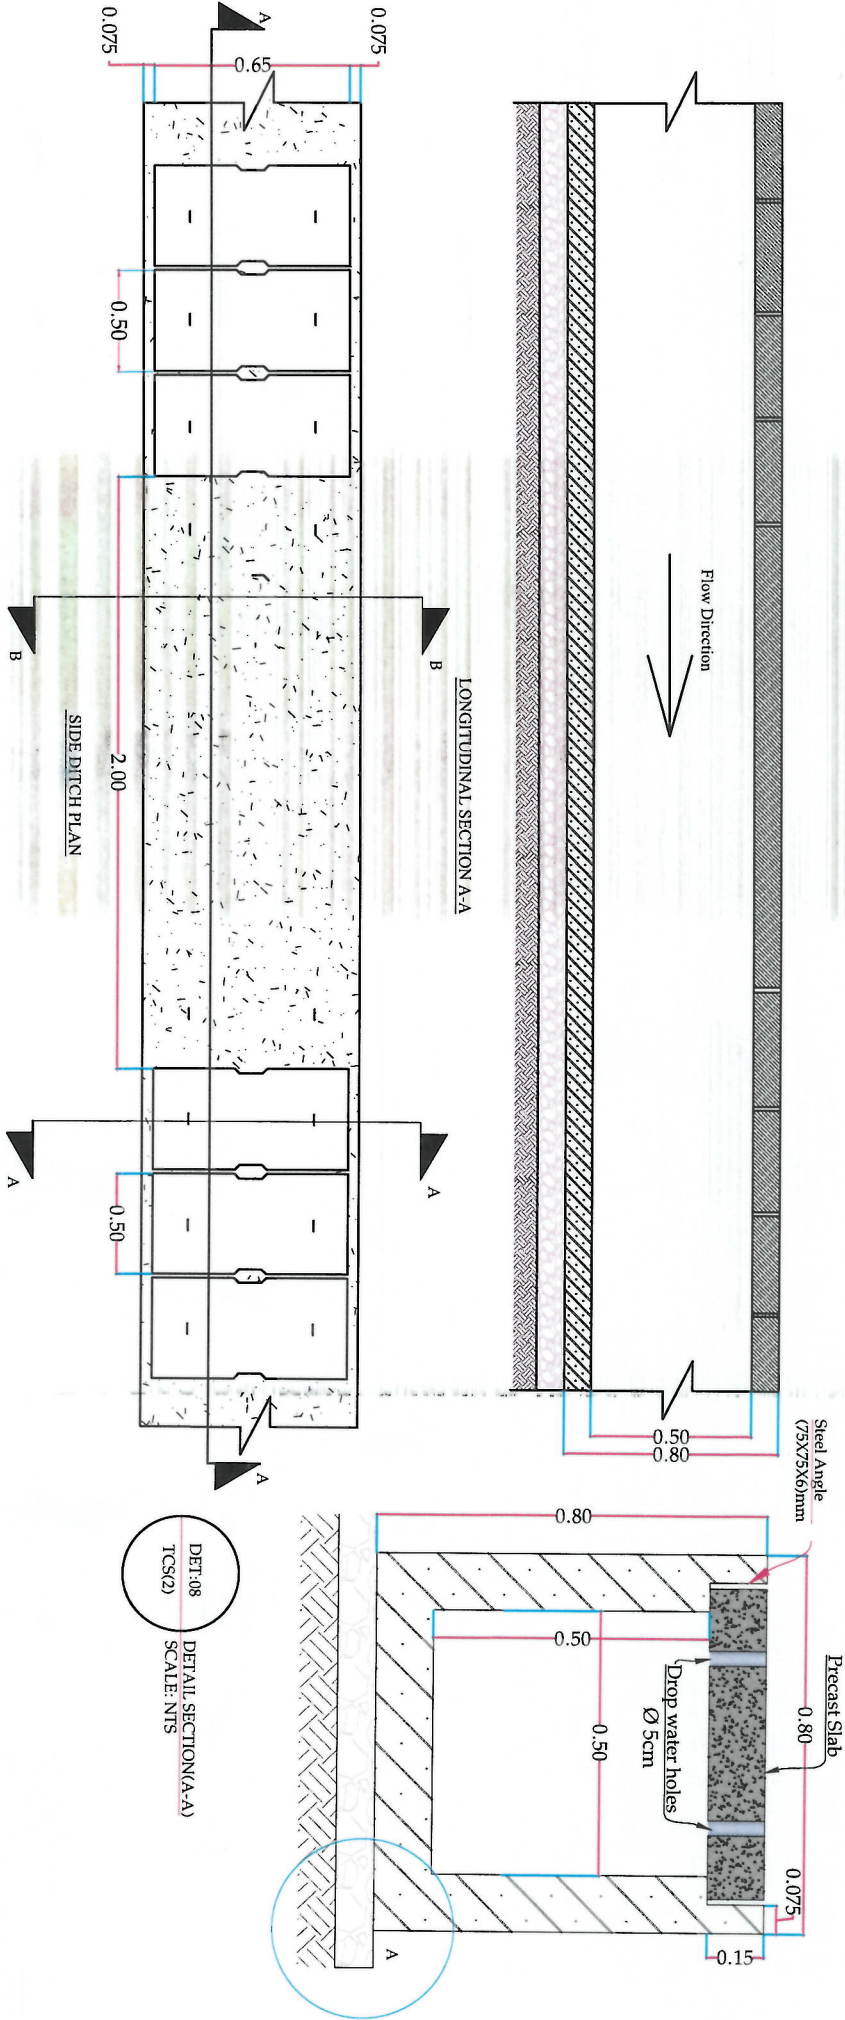 Flow Direction
0.50
0.80
LONGITUDINAL SECTION A-A
0.075
0.65
0.075
A
A
B
B
A
A
0.50
2.00
0.50
SIDE DITCH PLAN
Steel Angle
(75X75X6)mm
Precast Slab
0.80
0.075
0.15
0.80
0.50
0.50
Drop water holes
Ø 5cm
A
DET:08
TCS(2)
DETAIL SECTION(A-A)
SCALE: NTS